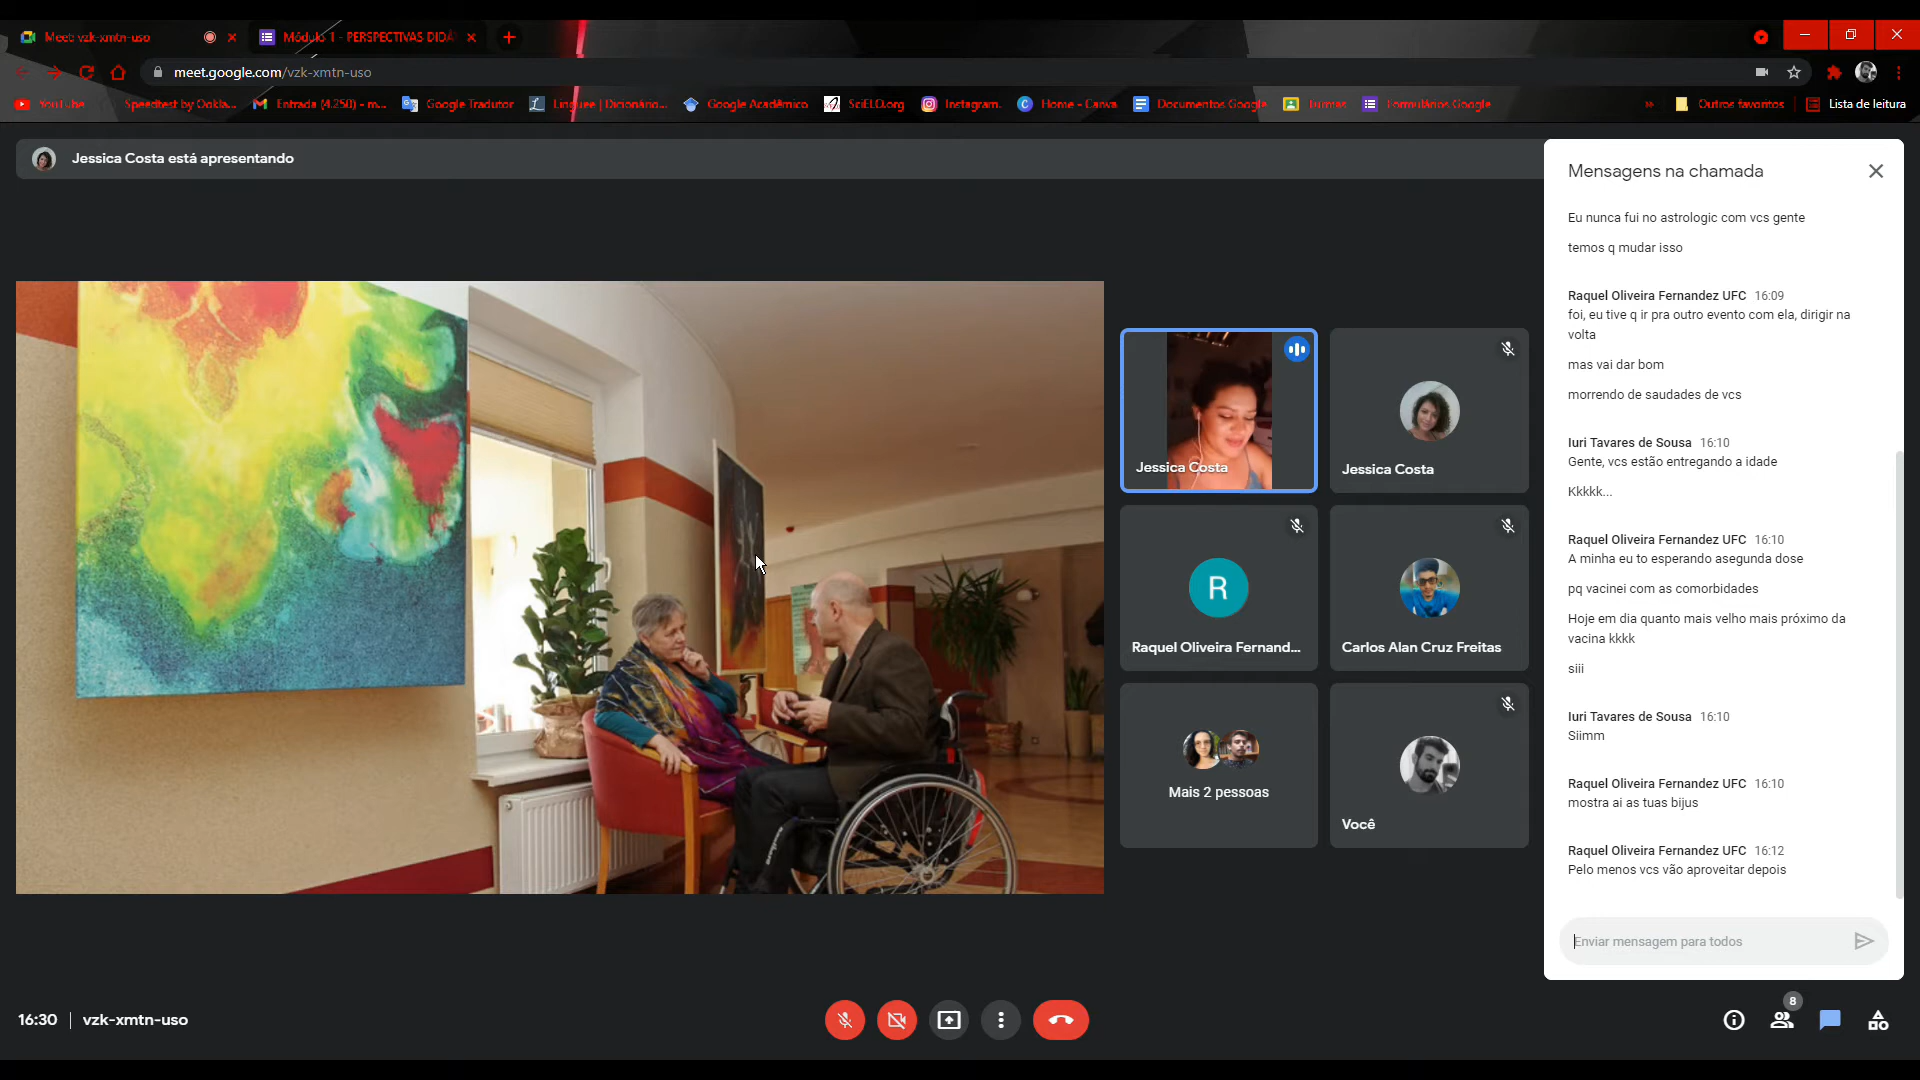 Meet: vzk-xmtn-uso
Módulo 1 - PERSPECTIVAS DIDÁ
meet.google.com/vzk-xmtn-uso
YouTube
Speedtest by Ookla...
Entrada (4.250) - m...
Google Tradutor
Linguee | Dicionário...
Google Acadêmico
SciELO.org
Instagram.
Home - Canva
Documentos Google
Turmas
Formulários Google
»
Outros favoritos
Lista de leitura
Jessica Costa está apresentando
Jessica Costa
Jessica Costa
R
Raquel Oliveira Fernand...
Carlos Alan Cruz Freitas
Mais 2 pessoas
Você
Mensagens na chamada
Eu nunca fui no astrologic com vcs gente
temos q mudar isso
Raquel Oliveira Fernandez UFC 16:09
foi, eu tive q ir pra outro evento com ela, dirigir na
volta
mas vai dar bom
morrendo de saudades de vcs
Iuri Tavares de Sousa 16:10
Gente, vcs estão entregando a idade
Kkkkk...
Raquel Oliveira Fernandez UFC 16:10
A minha eu to esperando asegunda dose
pq vacinei com as comorbidades
Hoje em dia quanto mais velho mais próximo da
vacina kkkk
siii
Iuri Tavares de Sousa 16:10
Siimm
Raquel Oliveira Fernandez UFC 16:10
mostra ai as tuas bijus
Raquel Oliveira Fernandez UFC 16:12
Pelo menos vcs vão aproveitar depois
Enviar mensagem para todos
16:30 | vzk-xmtn-uso
8